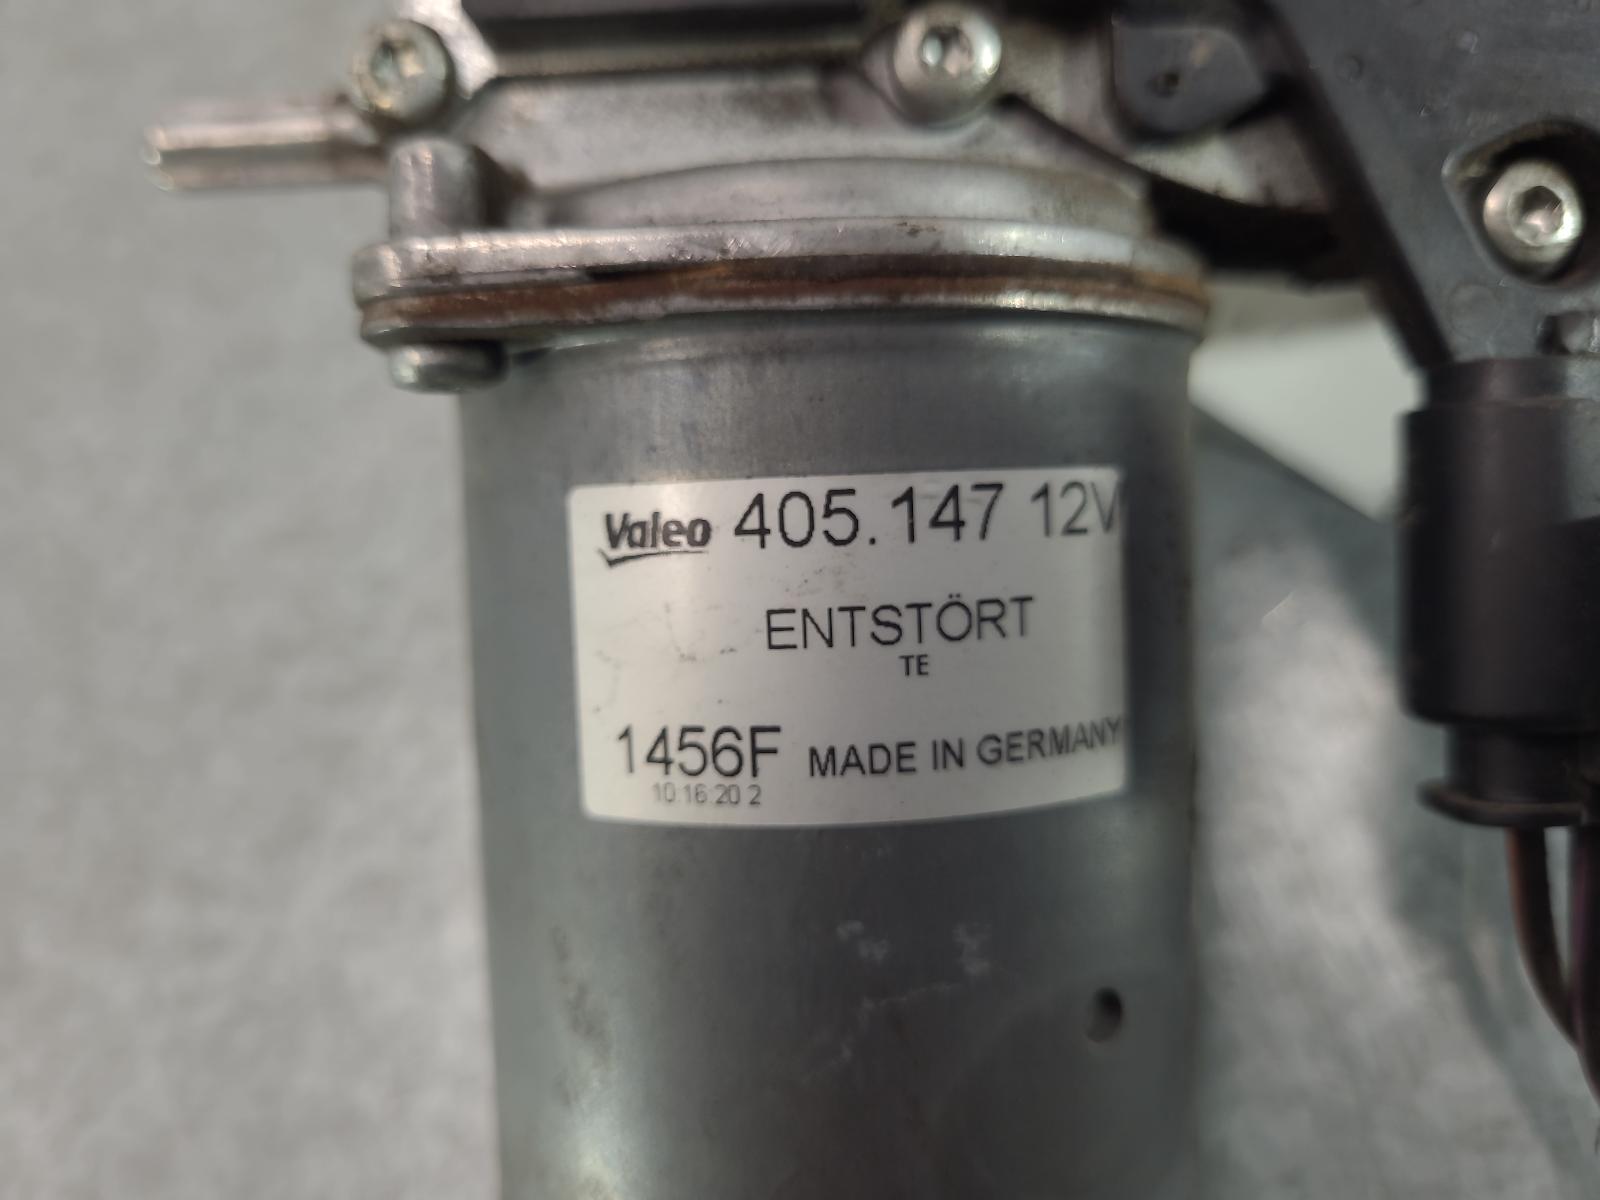 Valeo 405.147 12V
ENTSTÖRT
TE
1456F MADE IN GERMANY
10:16:20 2